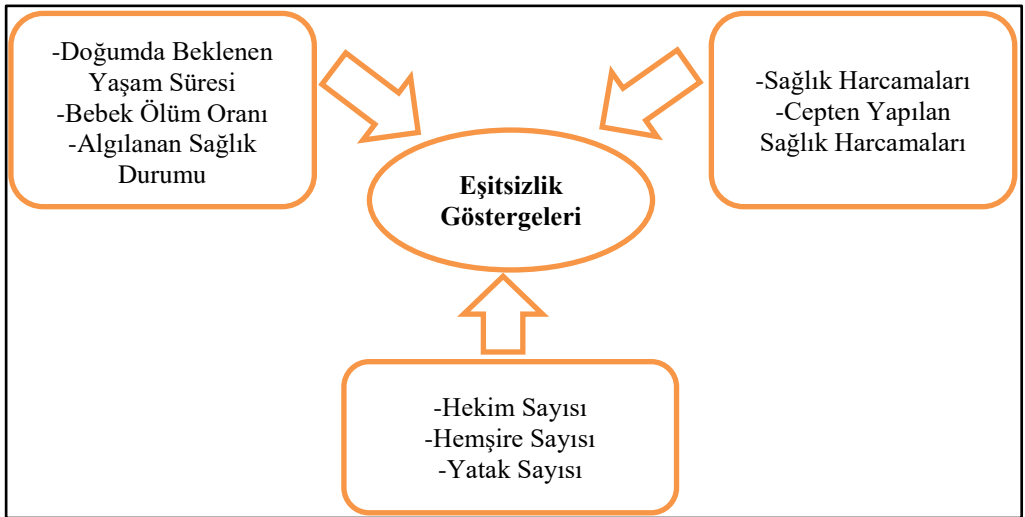 -Doğumda Beklenen
Yaşam Süresi
-Bebek Ölüm Oranı
-Algılanan Sağlık
Durumu
-Sağlık Harcamaları
-Cepten Yapılan
Sağlık Harcamaları
Eşitsizlik
Göstergeleri
-Hekim Sayısı
-Hemşire Sayısı
-Yatak Sayısı